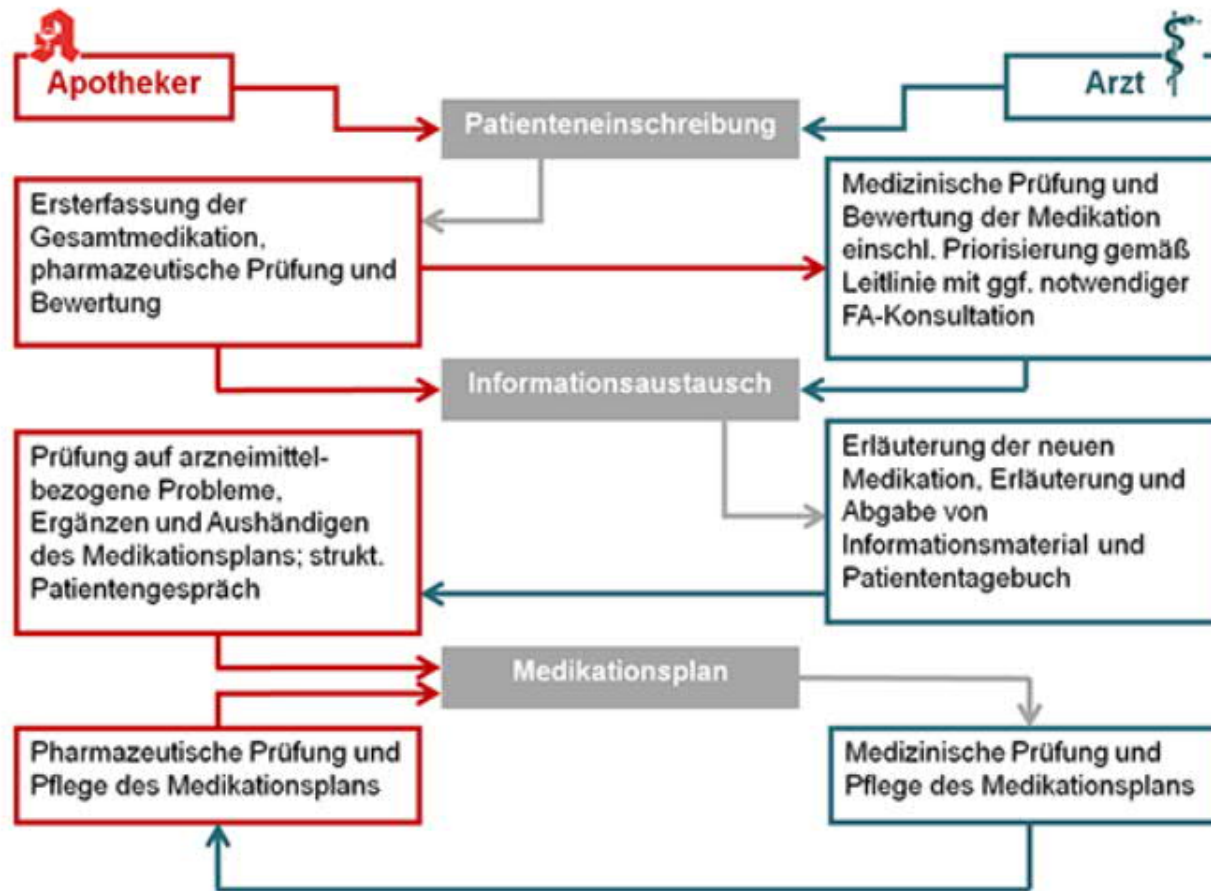 Apotheker
Arzt
Patienteneinschreibung
Ersterfassung der
Gesamtmedikation,
pharmazeutische Prüfung und
Bewertung
Medizinische Prüfung und
Bewertung der Medikation
einschl. Priorisierung gemäß
Leitlinie mit ggf. notwendiger
FA-Konsultation
Informationsaustausch
Prüfung auf arzneimittel-
bezogene Probleme,
Ergänzen und Aushändigen
des Medikationsplans; strukt.
Patientengespräch
Erläuterung der neuen
Medikation, Erläuterung und
Abgabe von
Informationsmaterial und
Patiententagebuch
Medikationsplan
Pharmazeutische Prüfung und
Pflege des Medikationsplans
Medizinische Prüfung und
Pflege des Medikationsplans